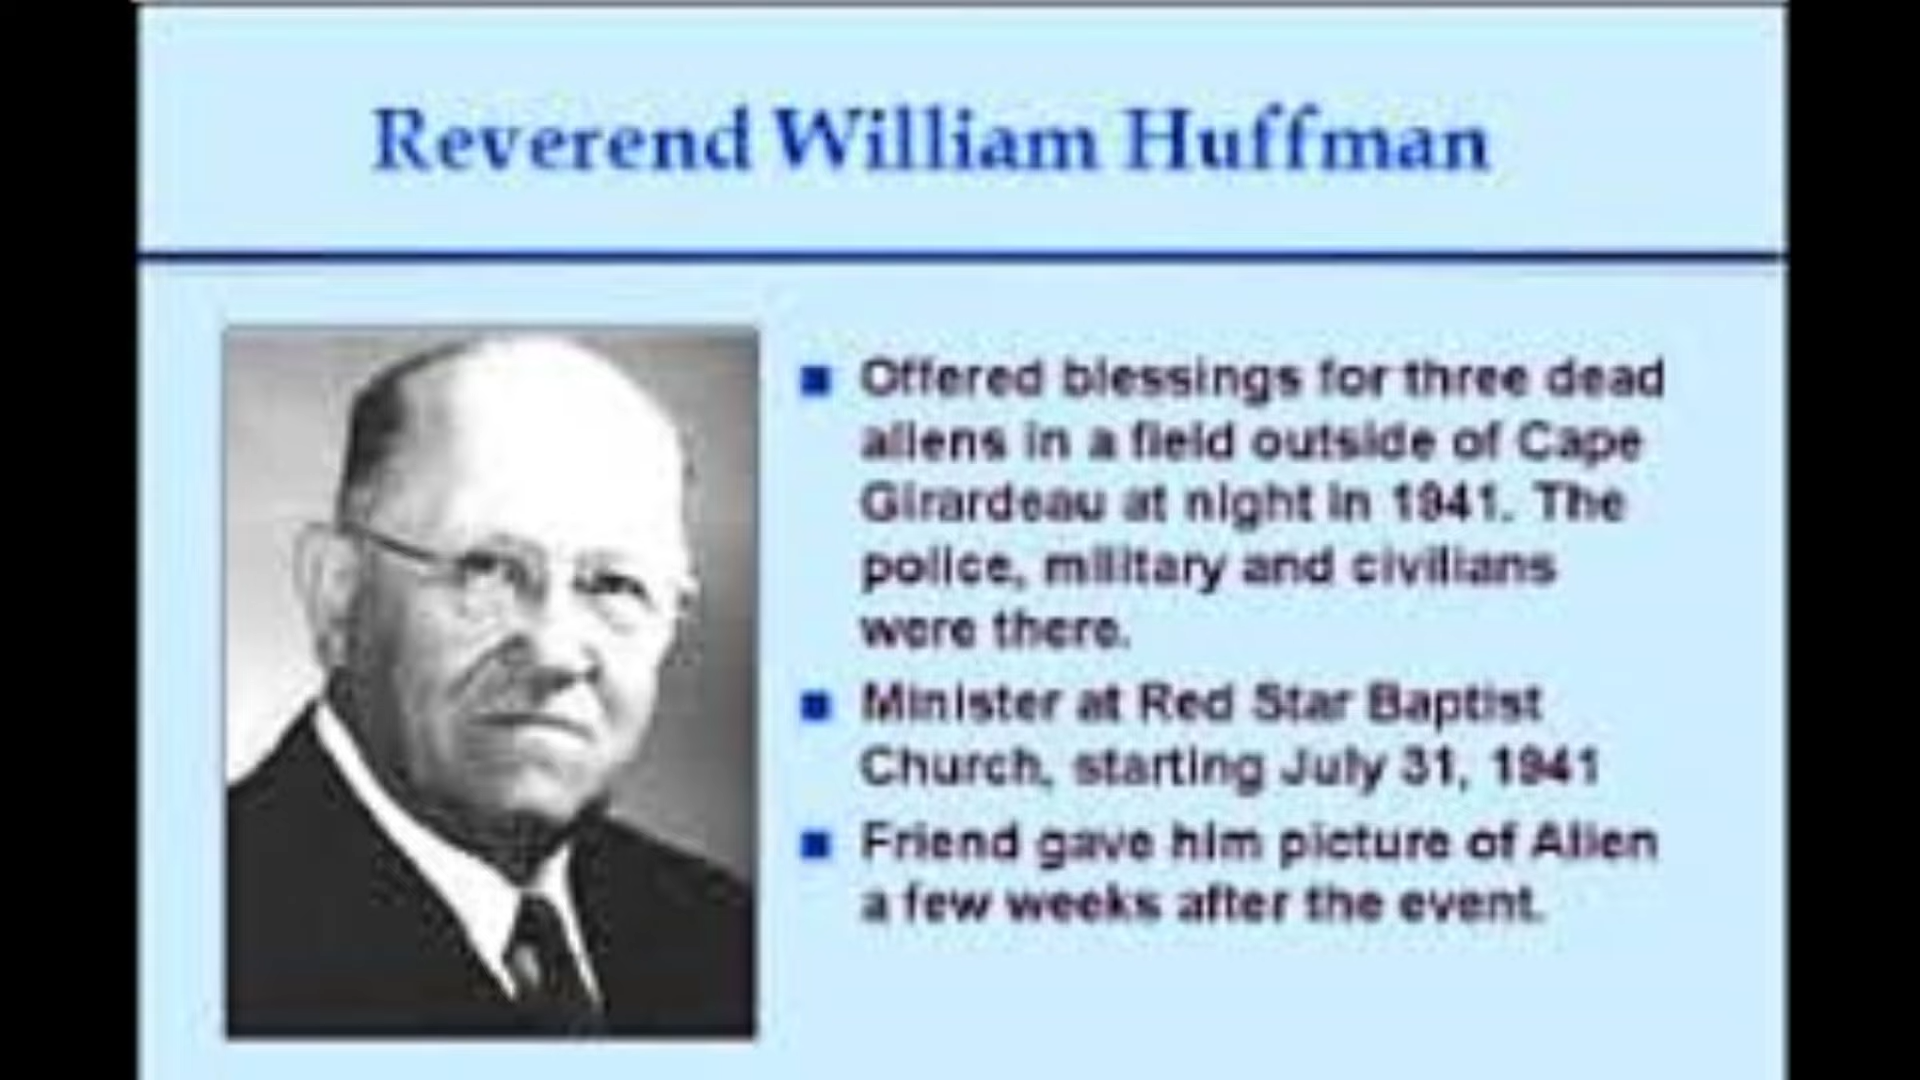 Reverend William Huffman
Offered blessings for three dead
aliens in a field outside of Cape
Girardeau at night in 1941. The
police, military and civilians
were there.
Minister at Red Star Baptist
Church, starting July 31, 1941
Friend gave him picture of Alien
a few weeks after the event.